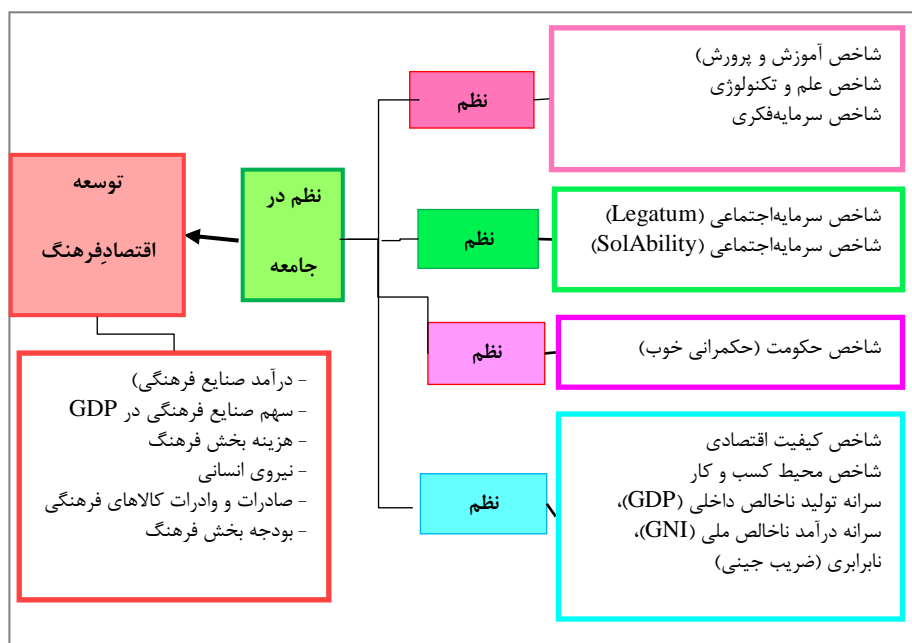 شاخص آموزش و پرورش)
شاخص علم و تکنولوژی
شاخص سرمایه‌فکری
نظم
شاخص سرمایه‌اجتماعی (Legatum)
شاخص سرمایه‌اجتماعی (SolAbility)
نظم
شاخص حکومت (حکمرانی خوب)
نظم
شاخص کیفیت اقتصادی
شاخص محیط کسب و کار
سرانه تولید ناخالص داخلی (GDP)،
سرانه درآمد ناخالص ملی (GNI)،
نابرابری (ضریب جینی)
نظم
نظم در
جامعه
توسعه
اقتصادِفرهنگ
- درآمد صنایع فرهنگی)
- سهم صنایع فرهنگی در GDP
- هزینه بخش فرهنگ
- نیروی انسانی
- صادرات و وادرات کالاهای فرهنگی
- بودجه بخش فرهنگ